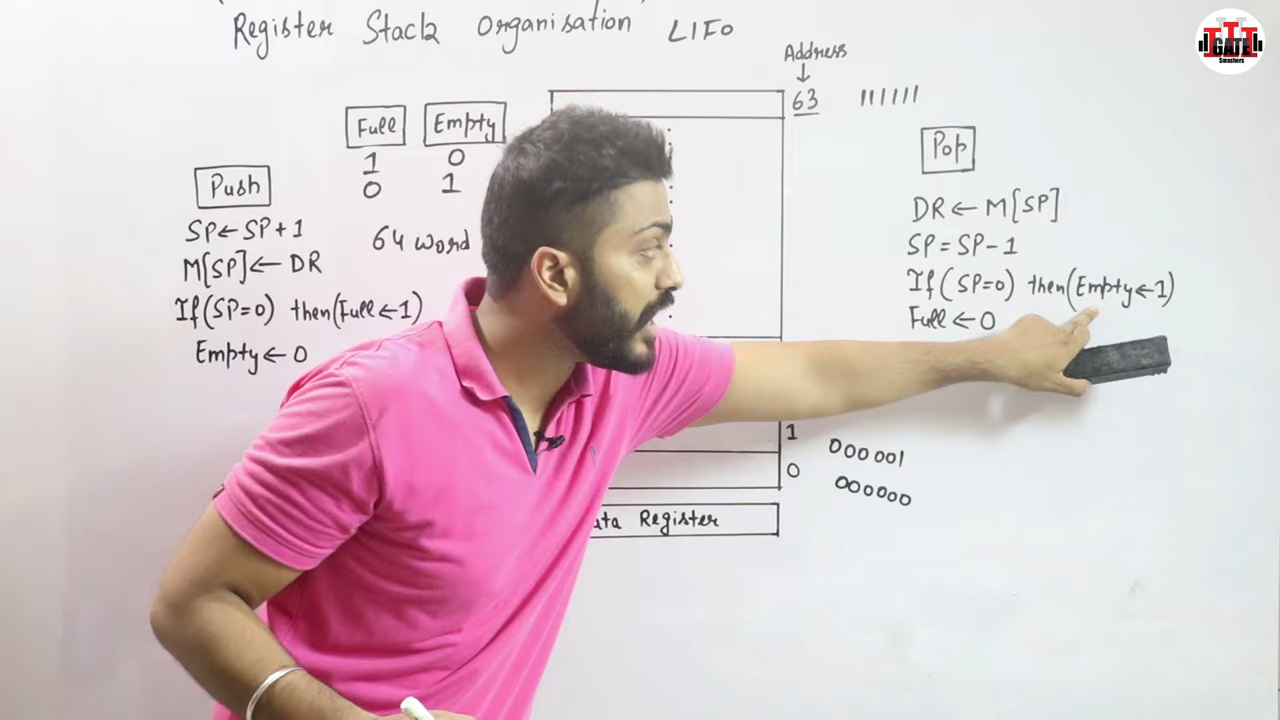 Register Stack Organisation LIFO
Address
63 111111
Full Empty
1 0
0 1
64 word
Push
SP←SP+1
M[SP]←DR
If(SP=0) then(Full←1)
Empty←0
Pop
DR←M[SP]
SP=SP-1
If(SP=0) then(Empty←1)
Full←0
1 000001
0 000000
Register
GATE
Smashers